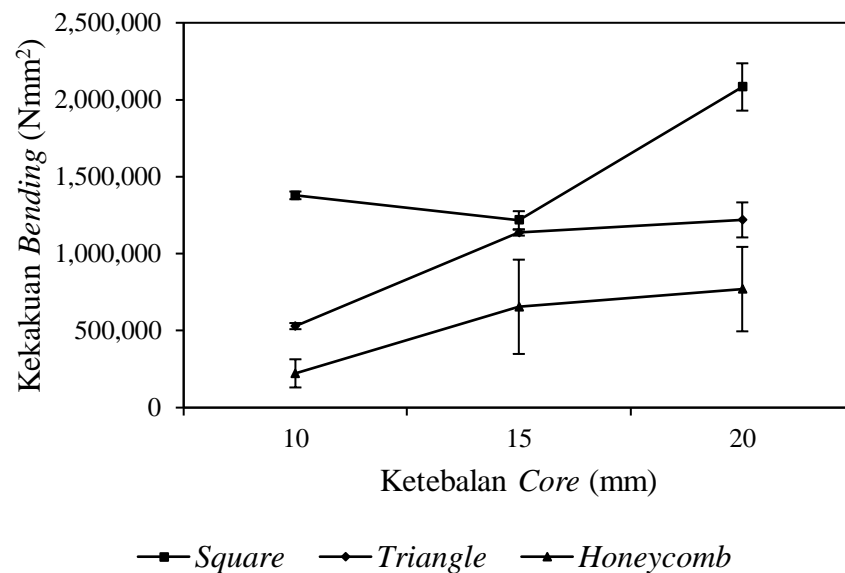 2,500,000
2,000,000
1,500,000
1,000,000
500,000
0
Kekakuan Bending (Nmm²)
10 15 20
Ketebalan Core (mm)
Square Triangle Honeycomb